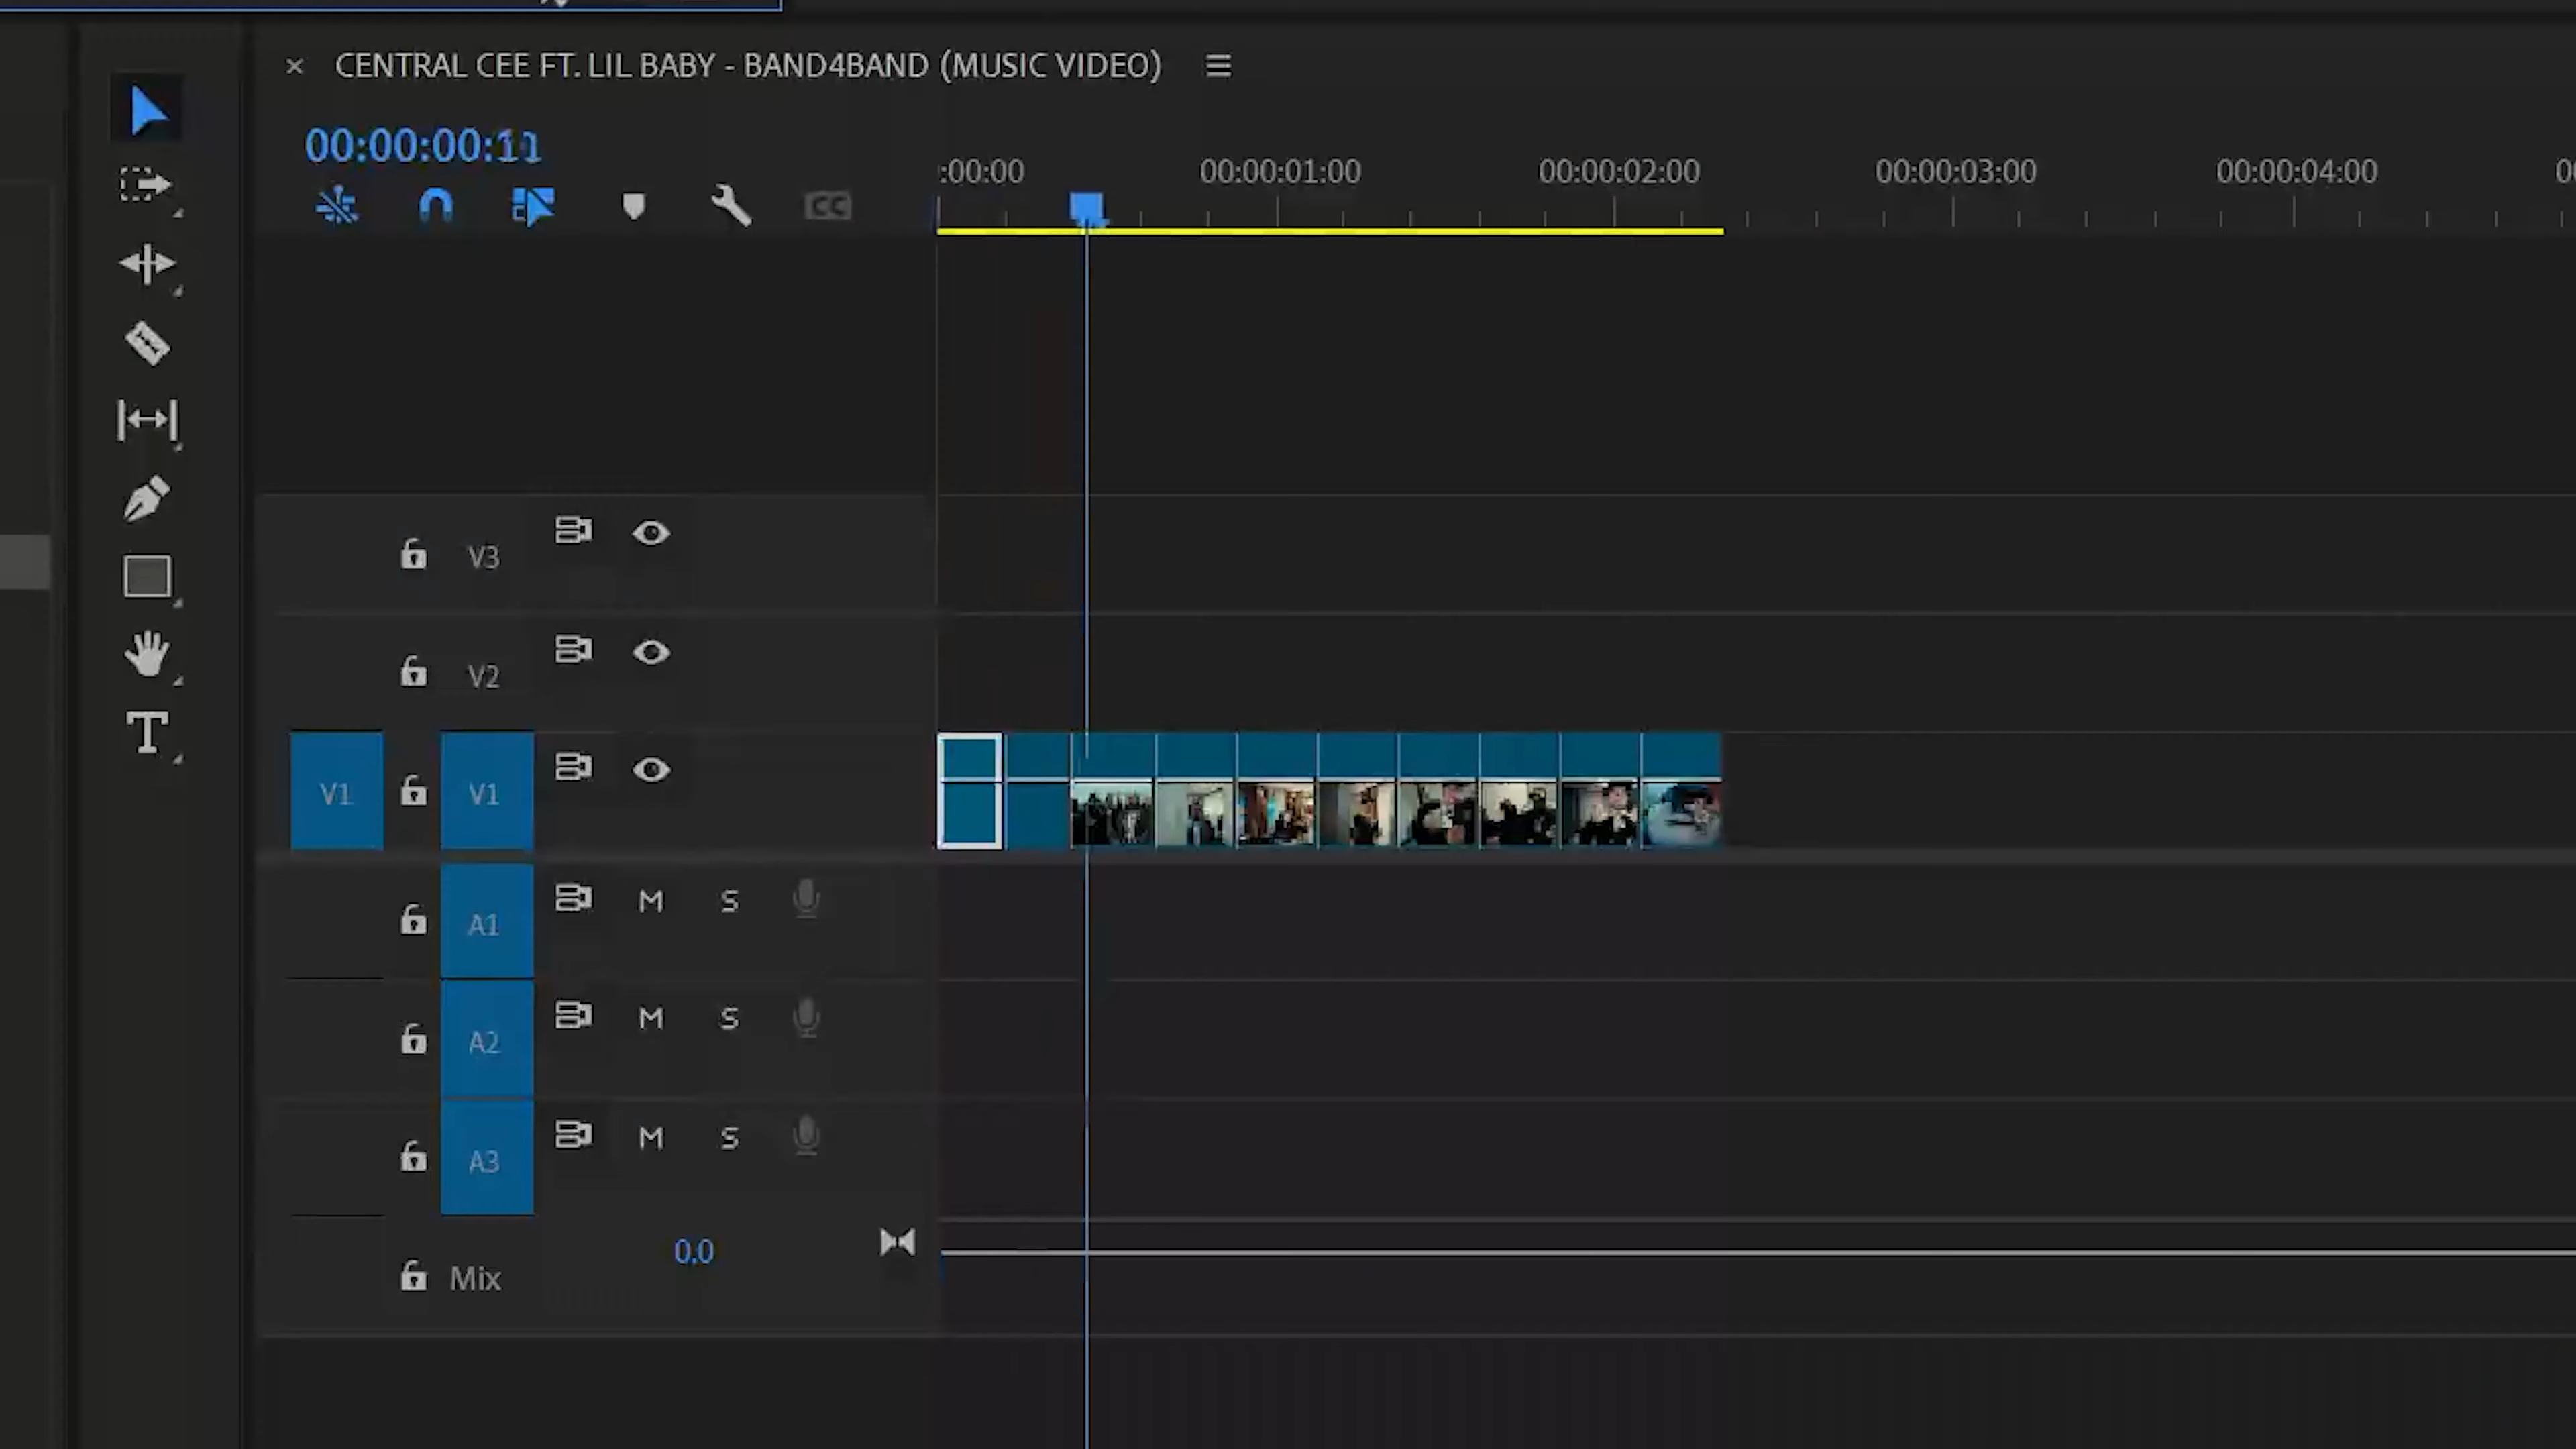 CENTRAL CEE FT. LIL BABY - BAND4BAND (MUSIC VIDEO)
00:00:00:11
:00:00 00:00:01:00 00:00:02:00 00:00:03:00 00:00:04:00
CC
V3
V2
V1 V1
A1 M S
A2 M S
A3 M S
0,0
Mix